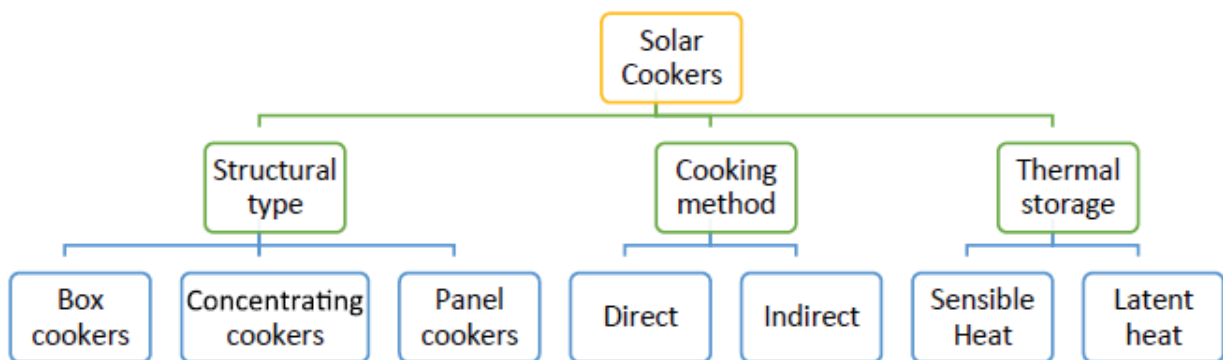 Solar
Cookers
Structural
type
Cooking
method
Thermal
storage
Box
cookers
Concentrating
cookers
Panel
cookers
Direct
Indirect
Sensible
Heat
Latent
heat